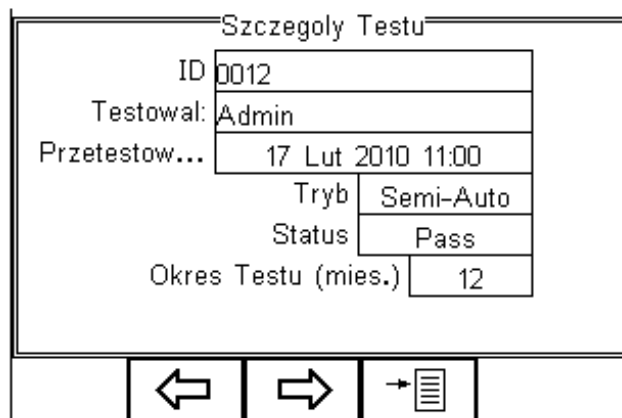 Szczegoly Testu
ID 0012
Testowal: Admin
Przetestow... 17 Lut 2010 11:00
Tryb Semi-Auto
Status Pass
Okres Testu (mies.) 12